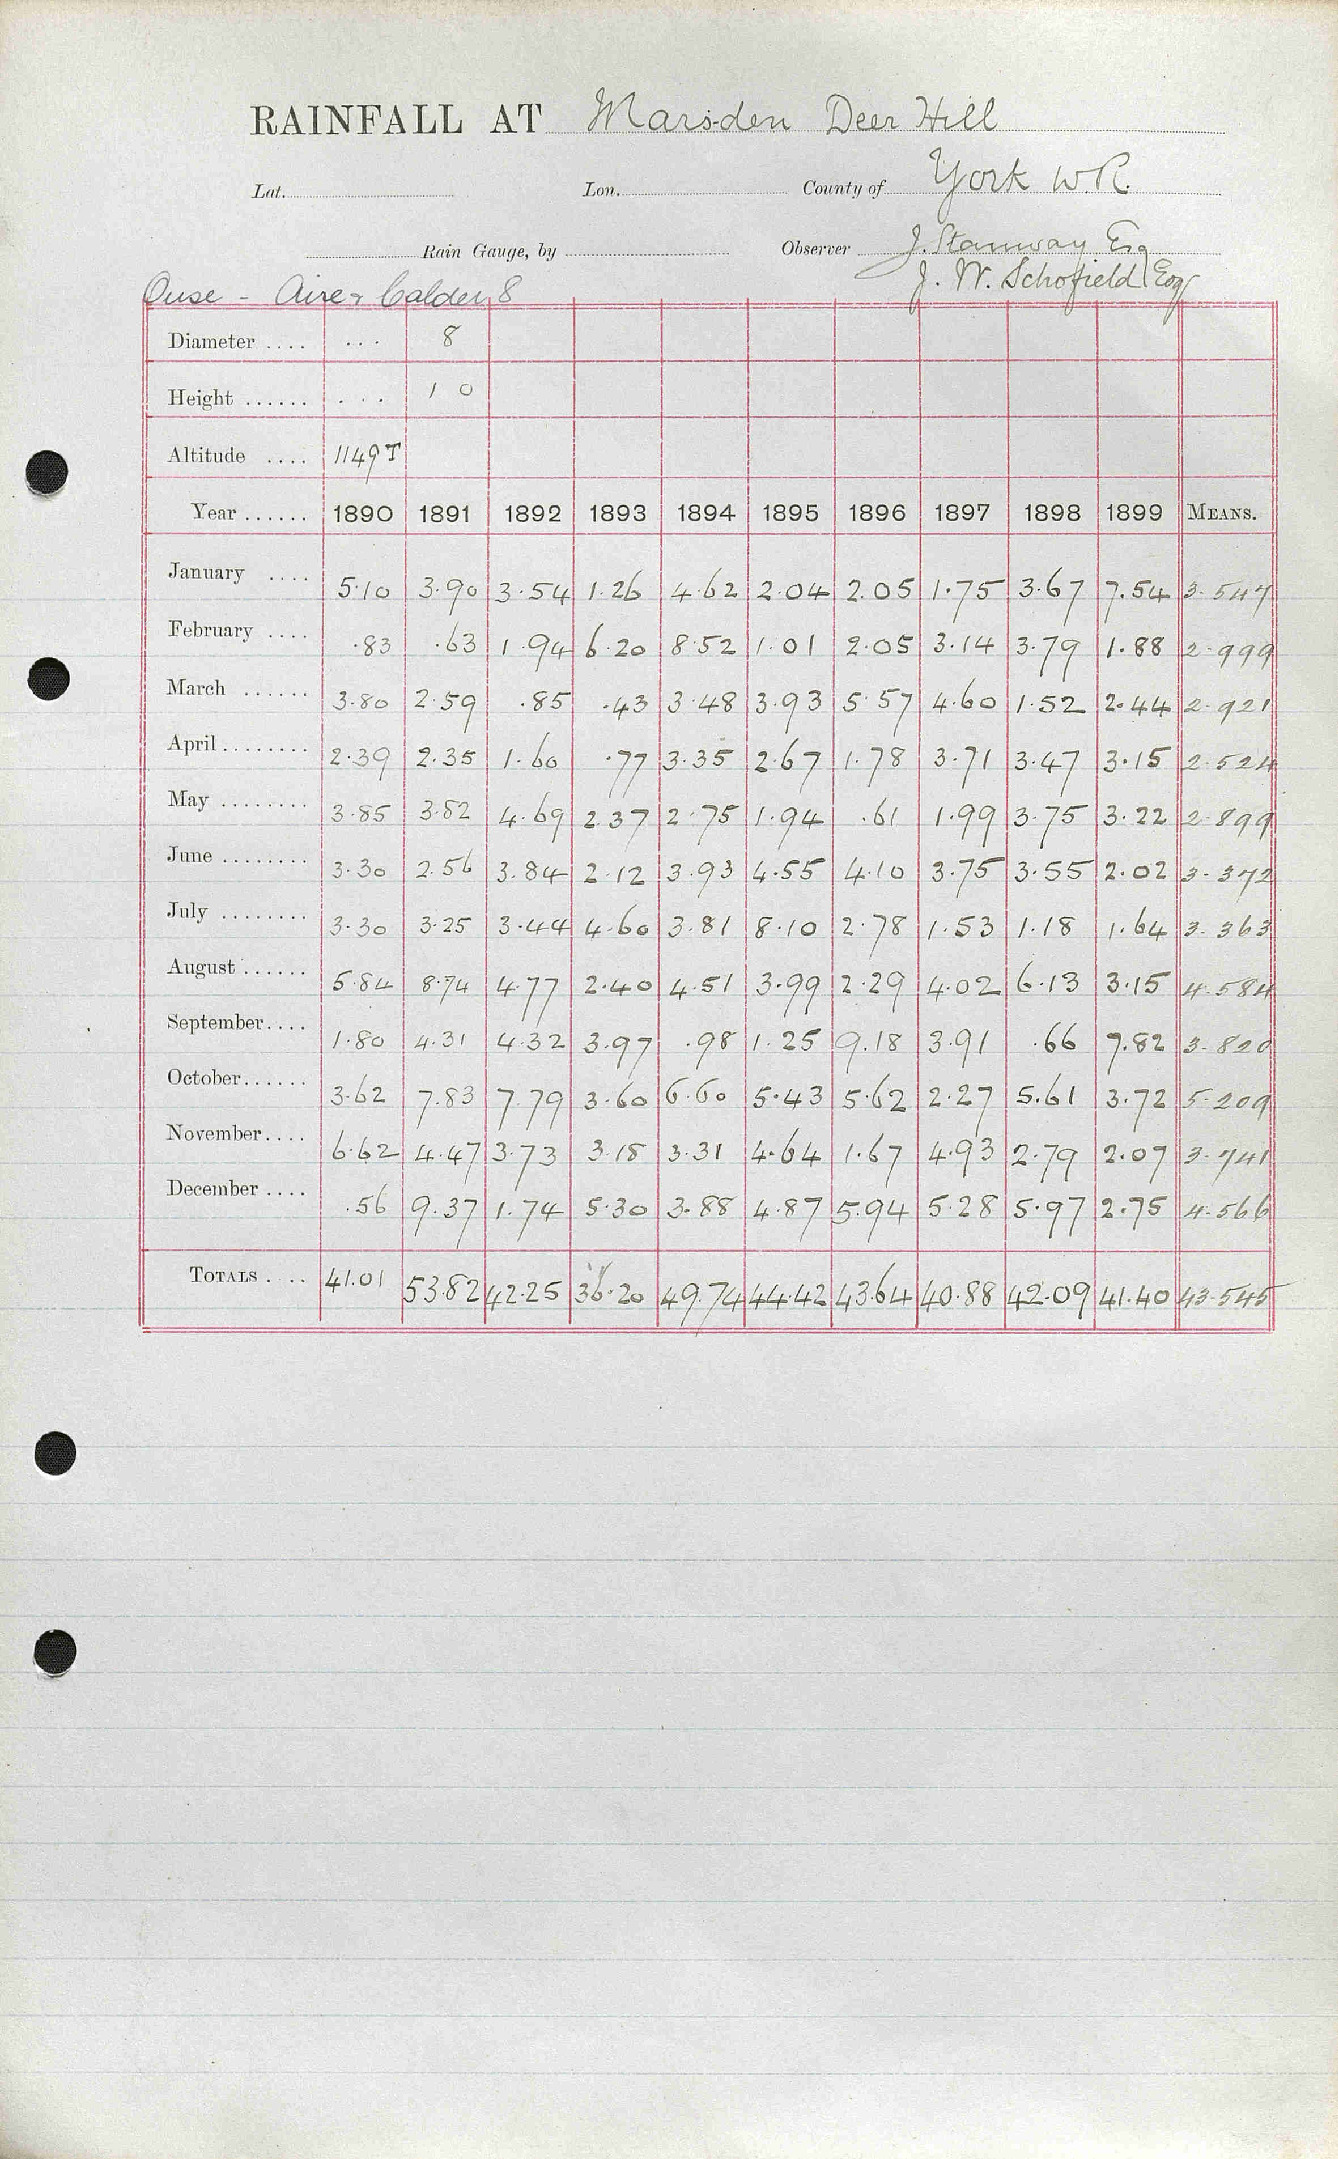 RAINFALL AT Marsden Deer Hill
Lat. Lon. County of York W.R.
Rain Gauge, by Observer J. Stanway Esq
J. W. Schofield Esq
Ouse - Aire & Calder 8
Diameter .... ... 8
Height ...... ... 1 0
Altitude .... 1149 T
Year ...... 1890 1891 1892 1893 1894 1895 1896 1897 1898 1899 MEANS.
January .... 5.10 3.90 3.54 1.26 4.62 2.04 2.05 1.75 3.67 7.54 3.547
February .... .83 .63 1.94 6.20 8.52 1.01 2.05 3.14 3.79 1.88 2.999
March ...... 3.80 2.59 .85 .43 3.48 3.93 5.57 4.60 1.52 2.44 2.921
April ........ 2.39 2.35 1.60 .77 3.35 2.67 1.78 3.71 3.47 3.15 2.524
May ........ 3.85 3.82 4.69 2.37 2.75 1.94 .61 1.99 3.75 3.22 2.899
June ........ 3.30 2.56 3.84 2.12 3.93 4.55 4.10 3.75 3.55 2.02 3.372
July ........ 3.30 3.25 3.44 4.60 3.81 8.10 2.78 1.53 1.18 1.64 3.363
August ...... 5.84 8.74 4.77 2.40 4.51 3.99 2.29 4.02 6.13 3.15 4.584
September .... 1.80 4.31 4.32 3.97 .98 1.25 9.18 3.91 .66 7.82 3.820
October ...... 3.62 7.83 7.79 3.60 6.60 5.43 5.62 2.27 5.61 3.72 5.209
November .... 6.62 4.47 3.73 3.18 3.31 4.64 1.67 4.93 2.79 2.07 3.741
December .... .56 9.37 1.74 5.30 3.88 4.87 5.94 5.28 5.97 2.75 4.566
TOTALS .... 41.01 53.82 42.25 36.20 49.74 44.42 43.64 40.88 42.09 41.40 43.545